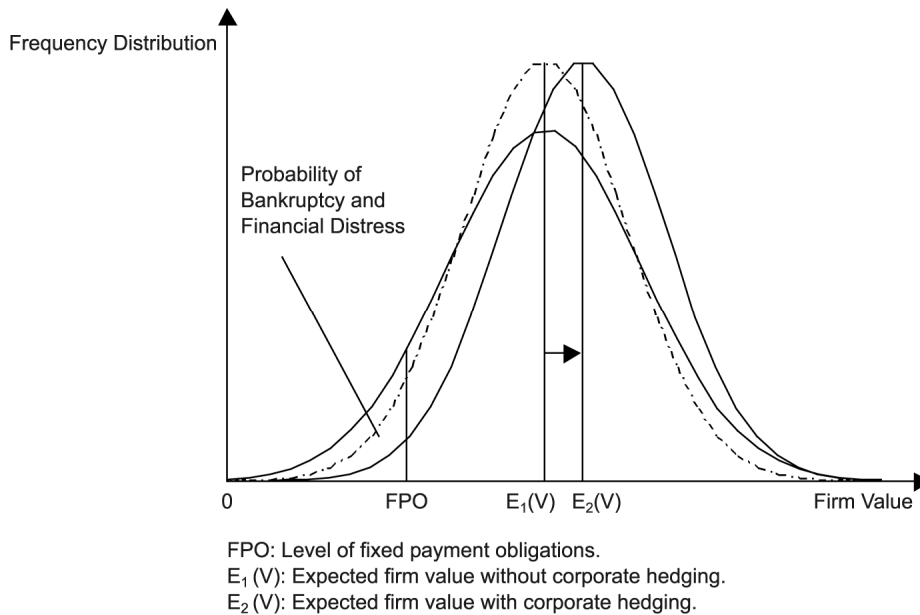 Frequency Distribution
Probability of
Bankruptcy and
Financial Distress
0
FPO
E₁(V)
E₂(V)
Firm Value
FPO: Level of fixed payment obligations.
E₁ (V): Expected firm value without corporate hedging.
E₂ (V): Expected firm value with corporate hedging.